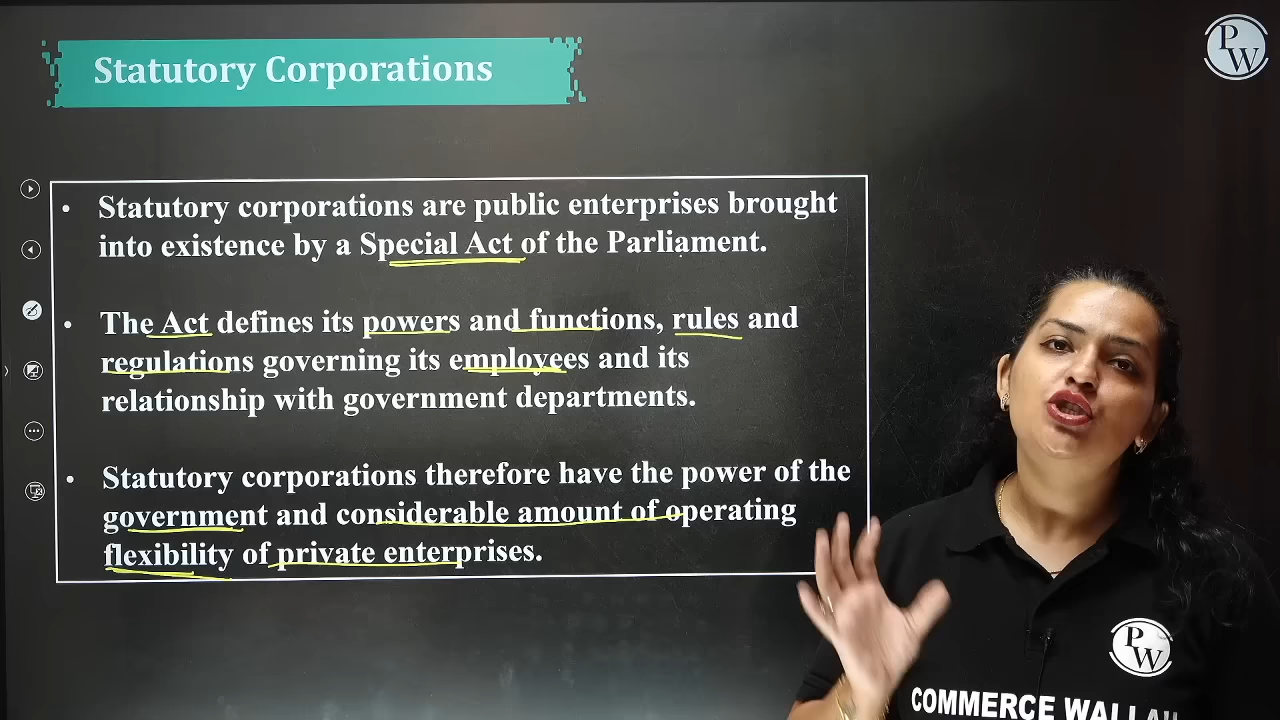 Statutory Corporations
PW
• Statutory corporations are public enterprises brought
into existence by a Special Act of the Parliament.
• The Act defines its powers and functions, rules and
regulations governing its employees and its
relationship with government departments.
• Statutory corporations therefore have the power of the
government and considerable amount of operating
flexibility of private enterprises.
PW
COMMERCE